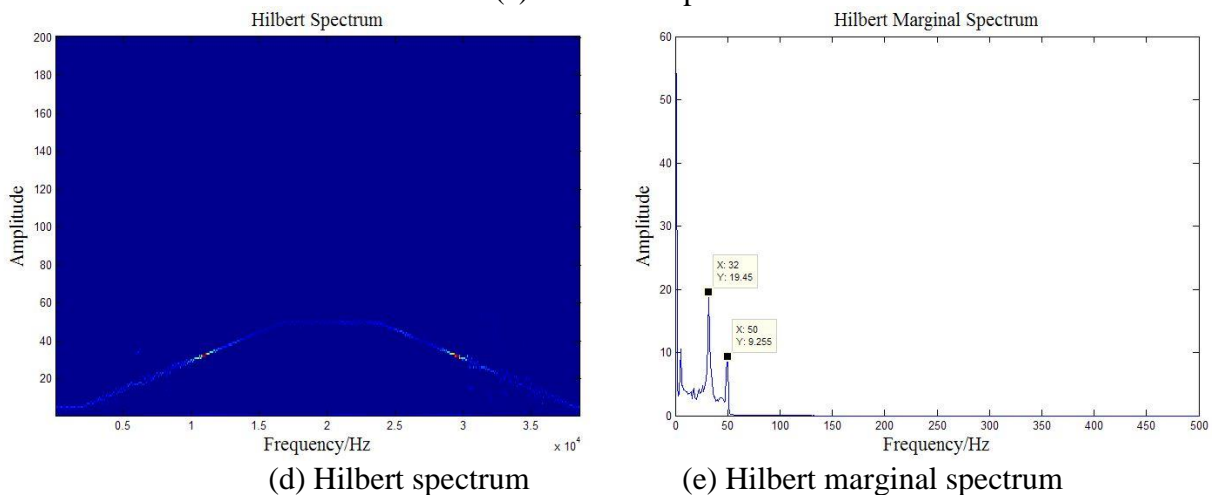 Hilbert Spectrum
200
180
160
140
120
100
80
60
40
20
Amplitude
0.5 1 1.5 2 2.5 3 3.5
x 10^4
Frequency/Hz
(d) Hilbert spectrum
Hilbert Marginal Spectrum
60
50
40
30
20
10
0
Amplitude
X: 32
Y: 19.45
X: 50
Y: 9.255
0 50 100 150 200 250 300 350 400 450 500
Frequency/Hz
(e) Hilbert marginal spectrum